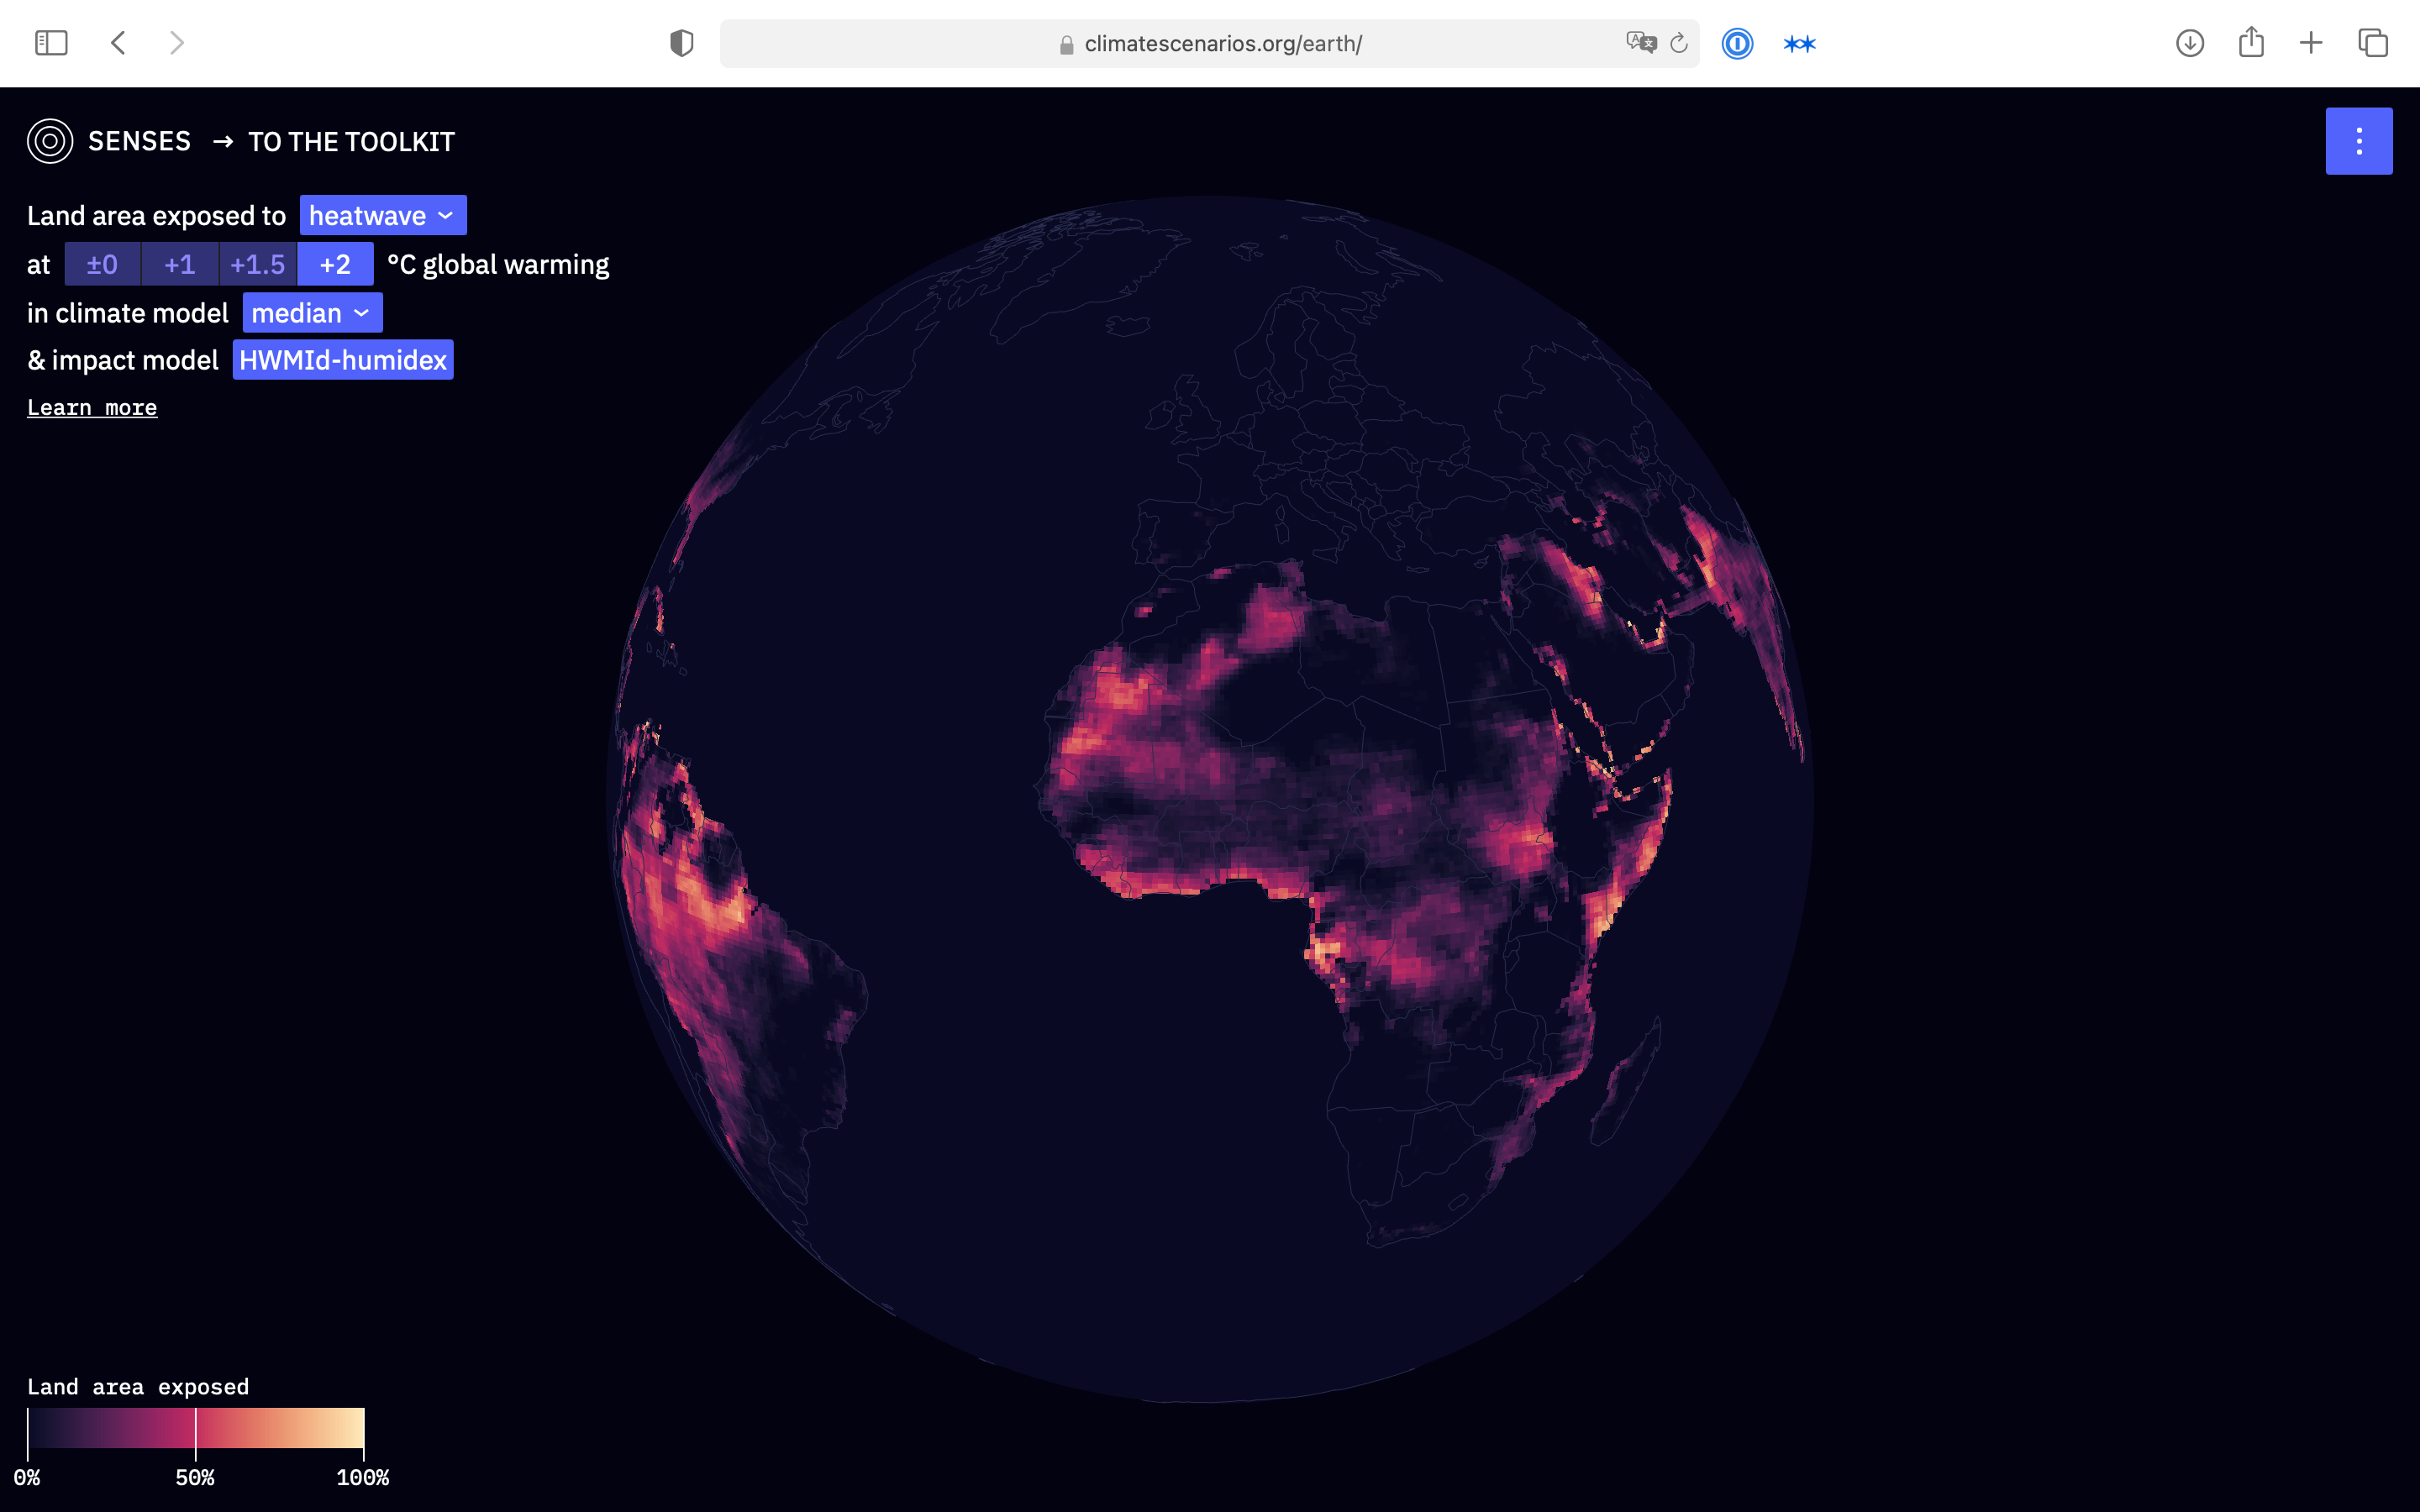 climatescenarios.org/earth/
SENSES → TO THE TOOLKIT
Land area exposed to heatwave
at ±0 +1 +1.5 +2 °C global warming
in climate model median
& impact model HWMId-humidex
Learn more
Land area exposed
0% 50% 100%